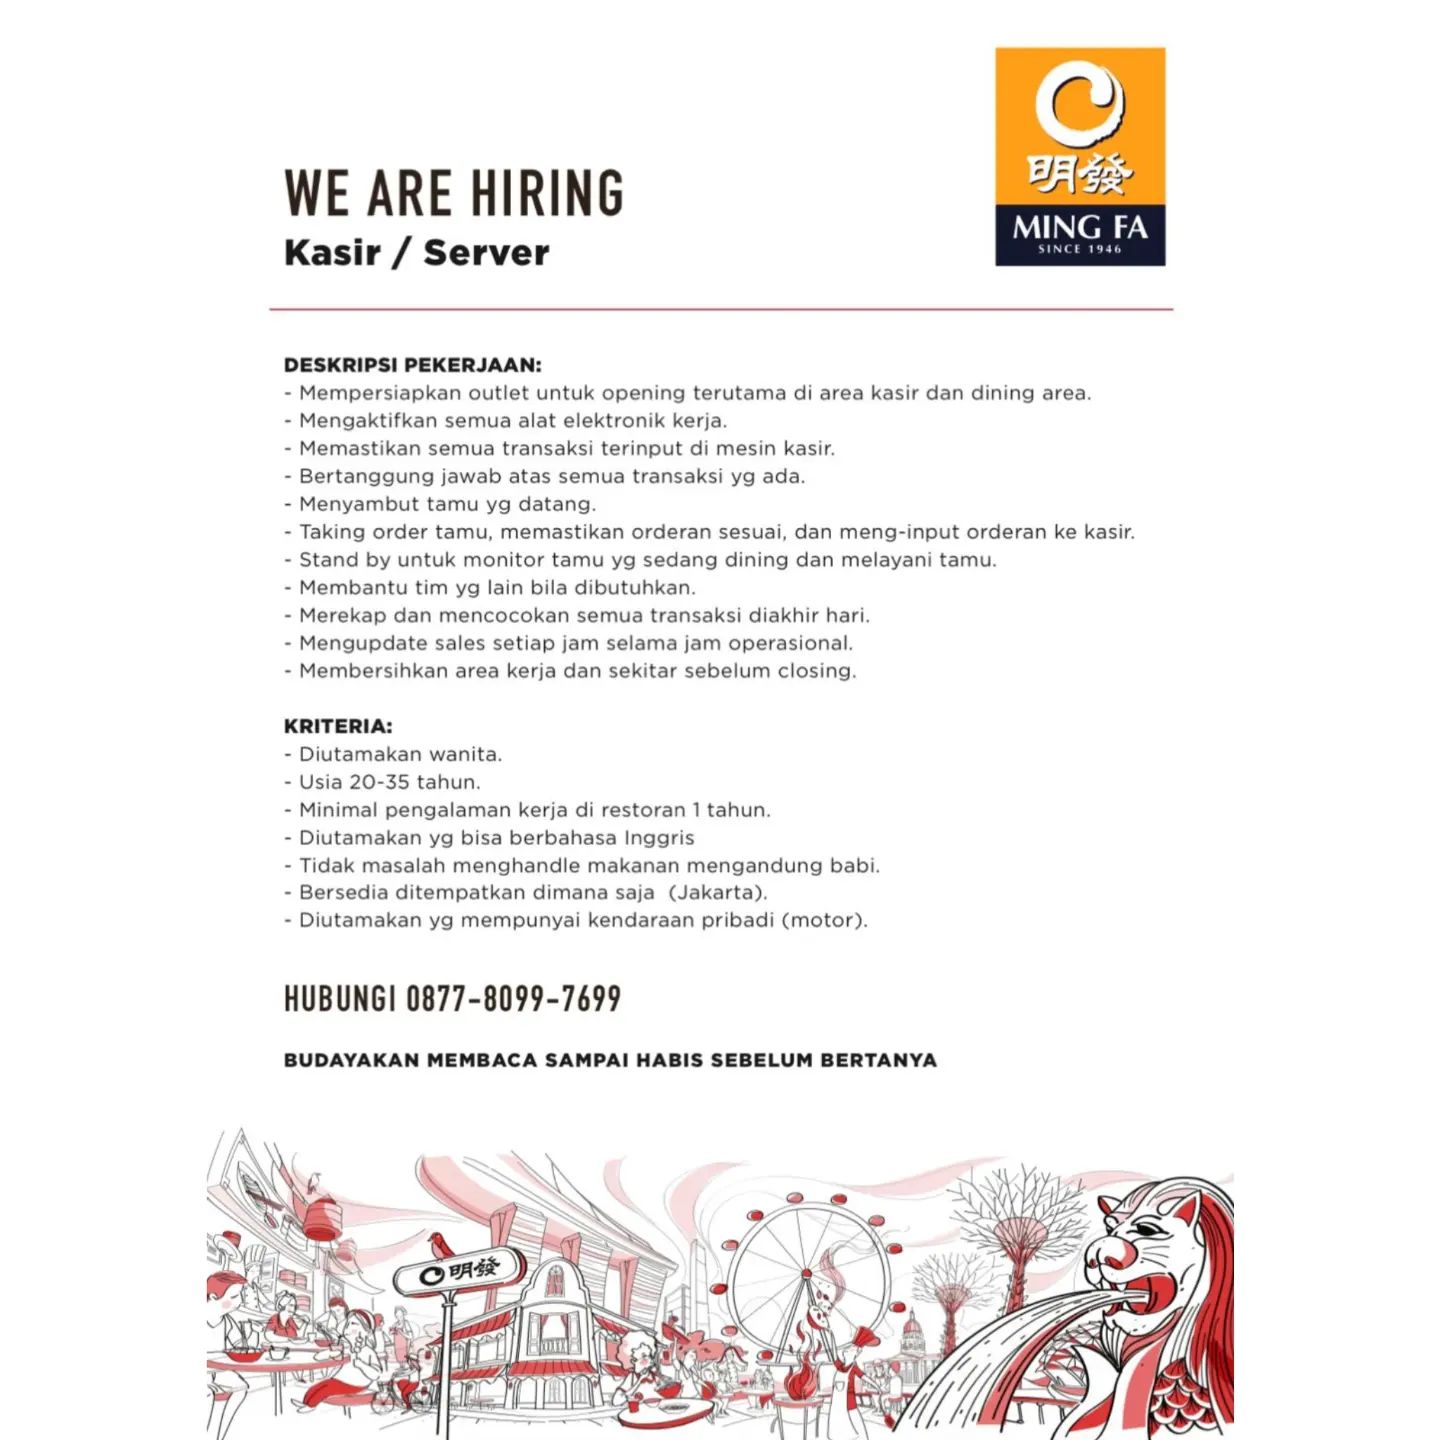 明發
MING FA
SINCE 1946
WE ARE HIRING
Kasir / Server
DESKRIPSI PEKERJAAN:
- Mempersiapkan outlet untuk opening terutama di area kasir dan dining area.
- Mengaktifkan semua alat elektronik kerja.
- Memastikan semua transaksi terinput di mesin kasir.
- Bertanggung jawab atas semua transaksi yg ada.
- Menyambut tamu yg datang.
- Taking order tamu, memastikan orderan sesuai, dan meng-input orderan ke kasir.
- Stand by untuk monitor tamu yg sedang dining dan melayani tamu.
- Membantu tim yg lain bila dibutuhkan.
- Merekap dan mencocokan semua transaksi diakhir hari.
- Mengupdate sales setiap jam selama jam operasional.
- Membersihkan area kerja dan sekitar sebelum closing.
KRITERIA:
- Diutamakan wanita.
- Usia 20-35 tahun.
- Minimal pengalaman kerja di restoran 1 tahun.
- Diutamakan yg bisa berbahasa Inggris
- Tidak masalah menghandle makanan mengandung babi.
- Bersedia ditempatkan dimana saja (Jakarta).
- Diutamakan yg mempunyai kendaraan pribadi (motor).
HUBUNGI 0877-8099-7699
BUDAYAKAN MEMBACA SAMPAI HABIS SEBELUM BERTANYA
明發